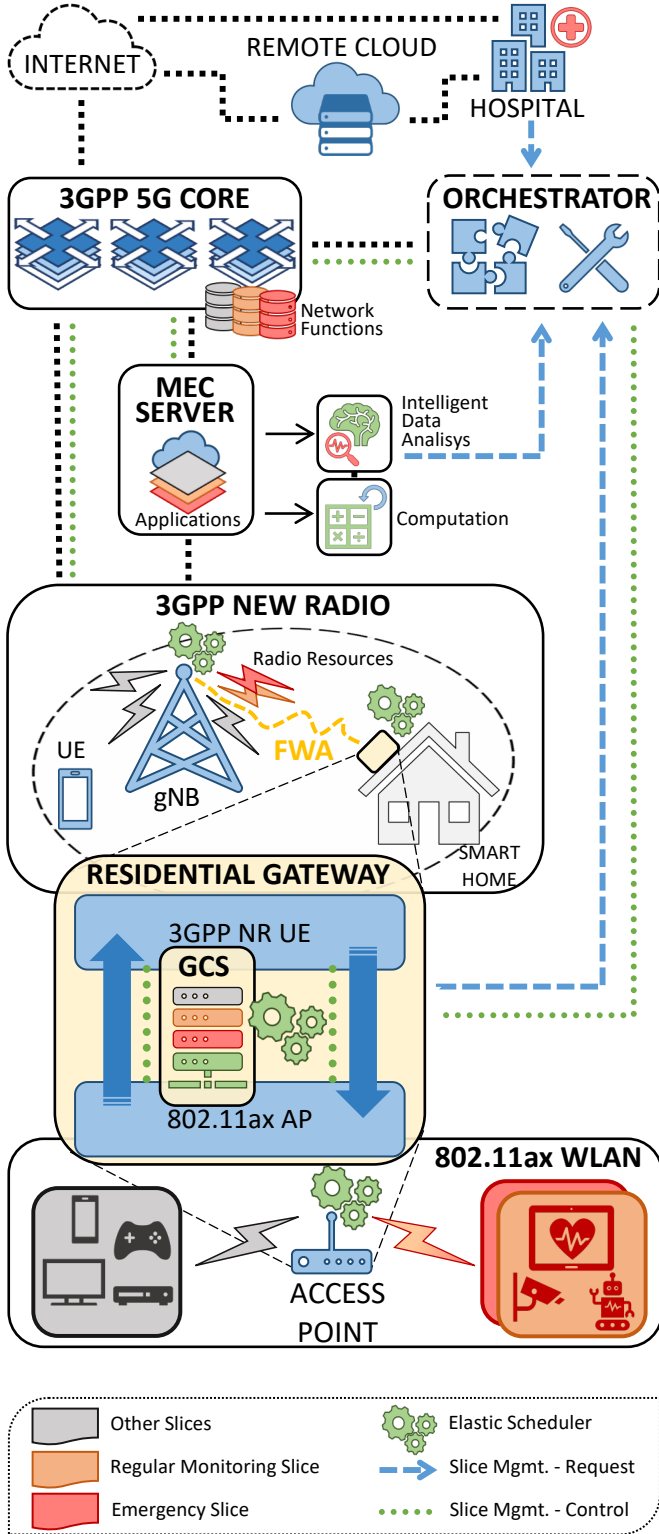 INTERNET
REMOTE CLOUD
HOSPITAL
3GPP 5G CORE
ORCHESTRATOR
Network
Functions
MEC
SERVER
Applications
Intelligent
Data
Analisys
Computation
3GPP NEW RADIO
Radio Resources
UE
gNB
FWA
SMART
HOME
RESIDENTIAL GATEWAY
3GPP NR UE
GCS
802.11ax AP
802.11ax WLAN
ACCESS
POINT
Other Slices
Elastic Scheduler
Regular Monitoring Slice
Slice Mgmt. - Request
Emergency Slice
Slice Mgmt. - Control